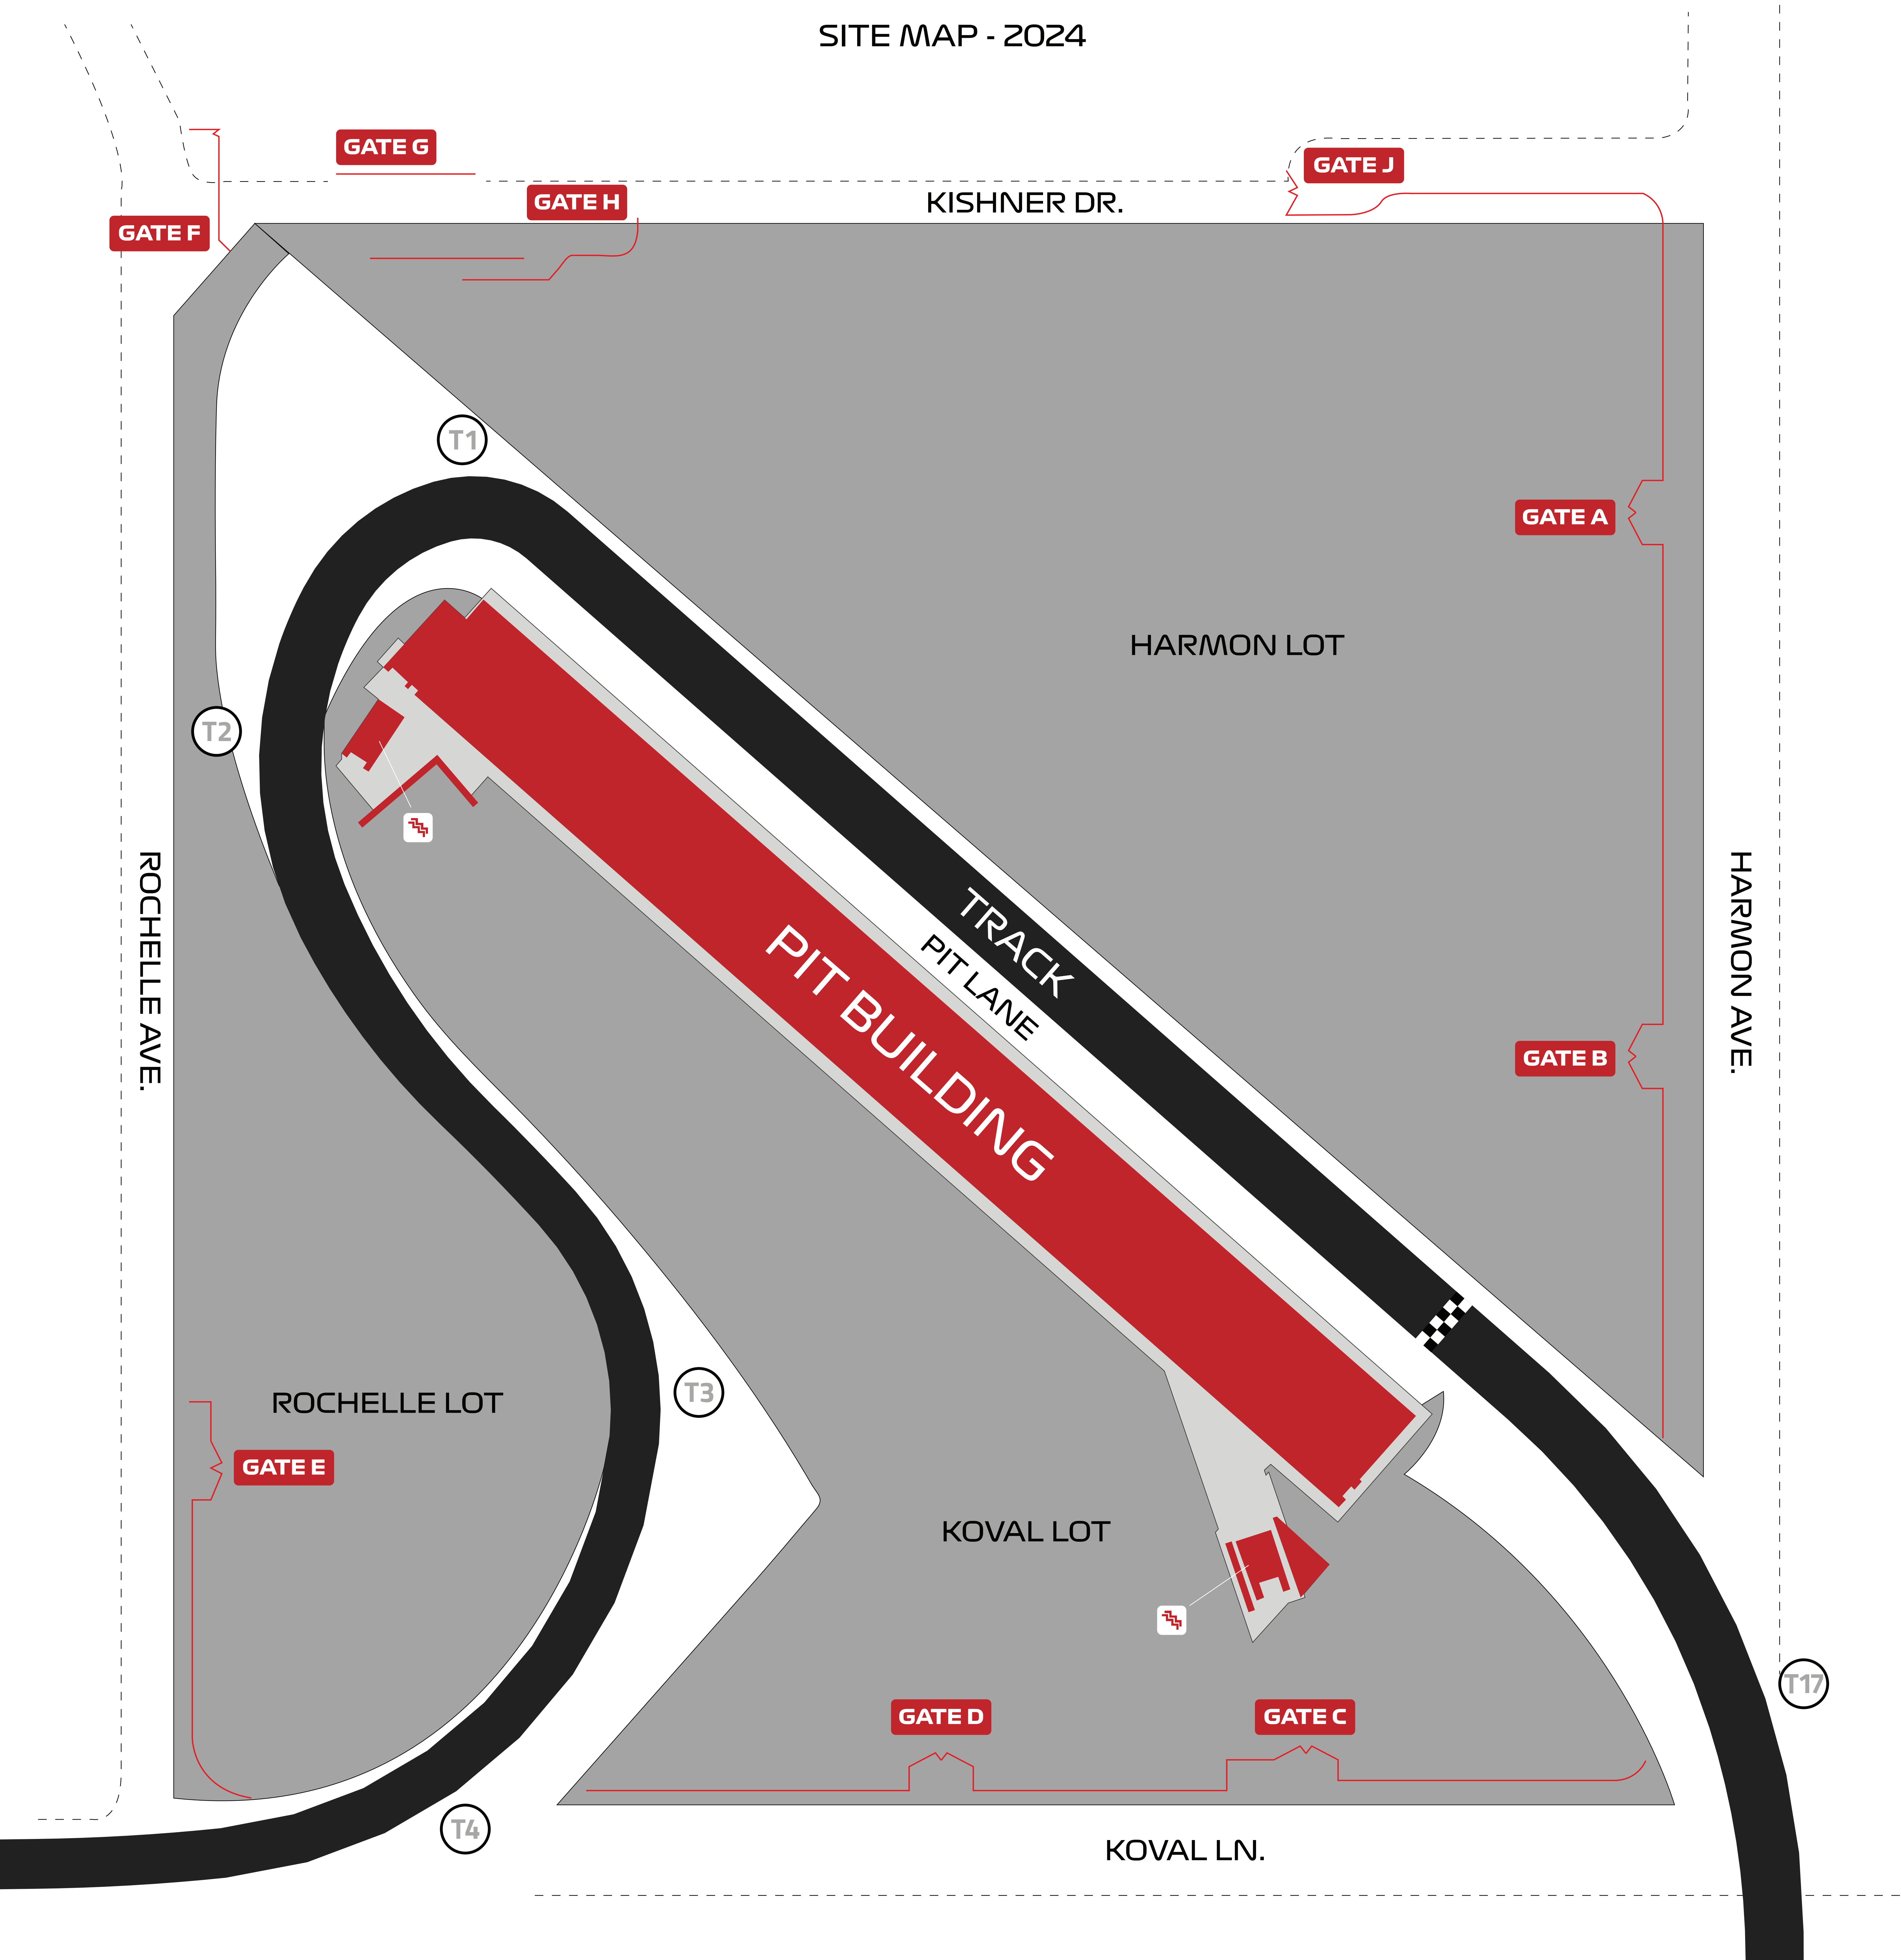 SITE MAP - 2024
GATE G
GATE J
GATE H
KISHNER DR.
GATE F
T1
GATE A
HARMON LOT
T2
ROCHELLE AVE.
HARMON AVE.
TRACK
PIT LANE
PIT BUILDING
GATE B
T3
ROCHELLE LOT
GATE E
KOVAL LOT
T17
GATE D
GATE C
T4
KOVAL LN.